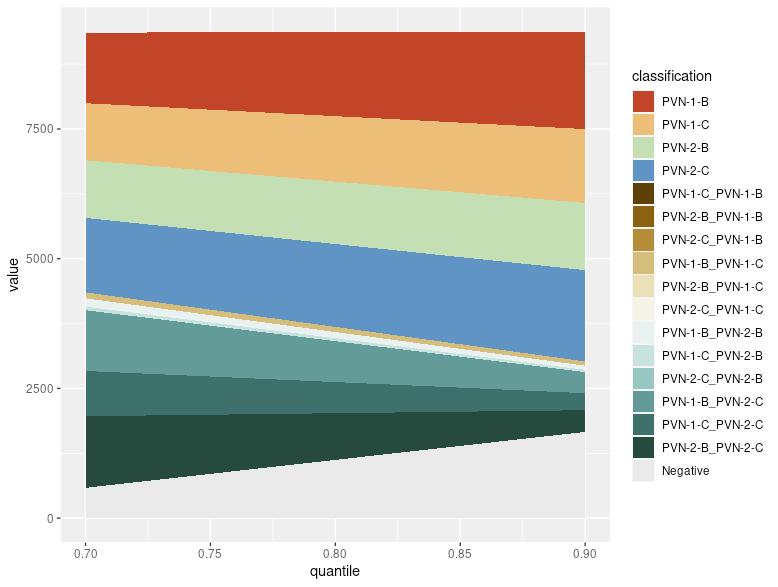 value
7500
5000
2500
0
0.70 0.75 0.80 0.85 0.90
quantile
classification
PVN-1-B
PVN-1-C
PVN-2-B
PVN-2-C
PVN-1-C_PVN-1-B
PVN-2-B_PVN-1-B
PVN-2-C_PVN-1-B
PVN-1-B_PVN-1-C
PVN-2-B_PVN-1-C
PVN-2-C_PVN-1-C
PVN-1-B_PVN-2-B
PVN-1-C_PVN-2-B
PVN-2-C_PVN-2-B
PVN-1-B_PVN-2-C
PVN-1-C_PVN-2-C
PVN-2-B_PVN-2-C
Negative